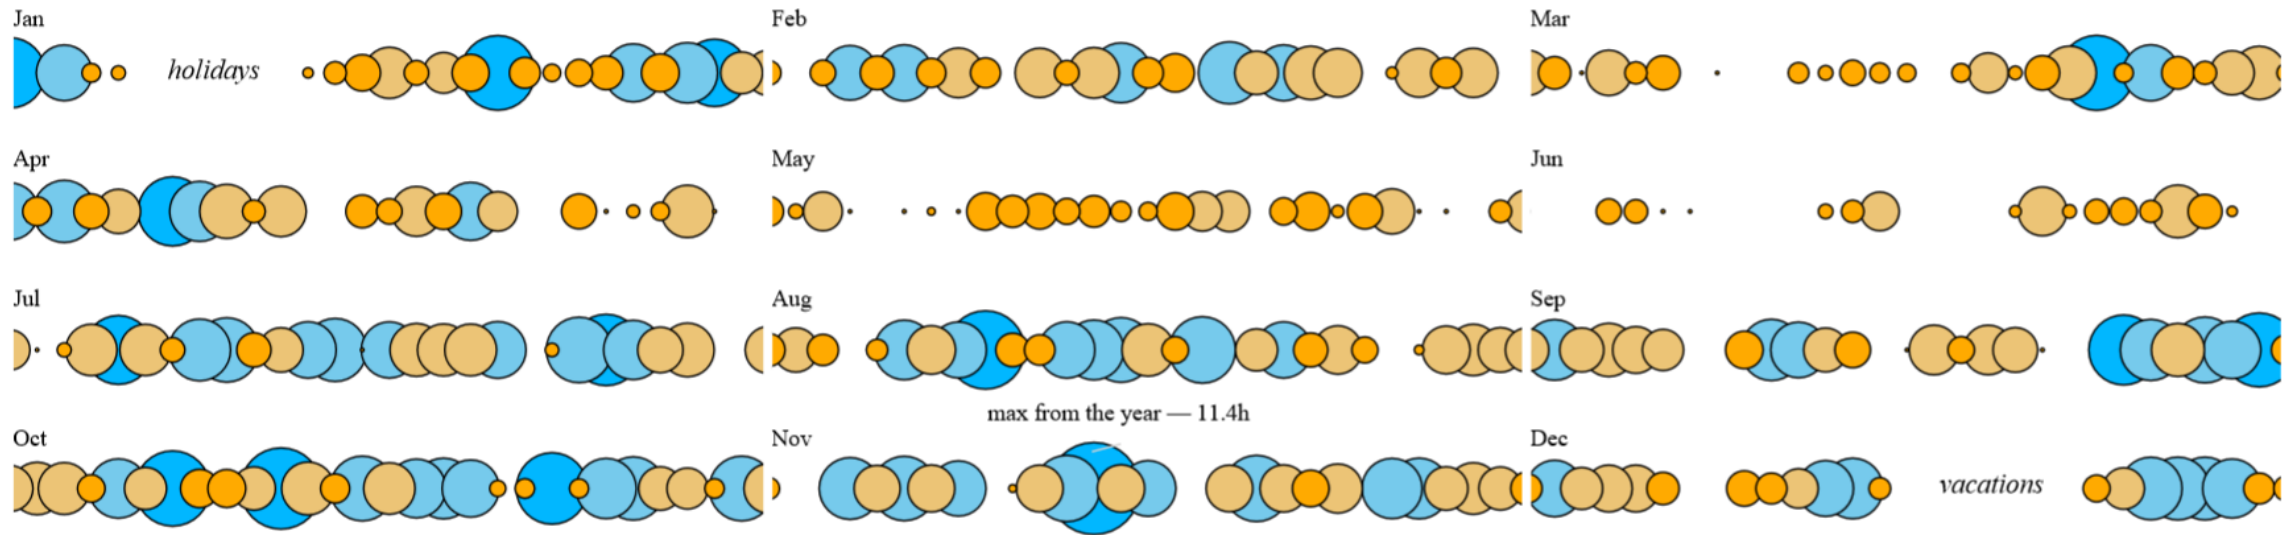 Jan
Feb
Mar
holidays
Apr
May
Jun
Jul
Aug
Sep
max from the year — 11.4h
Oct
Nov
Dec
vacations